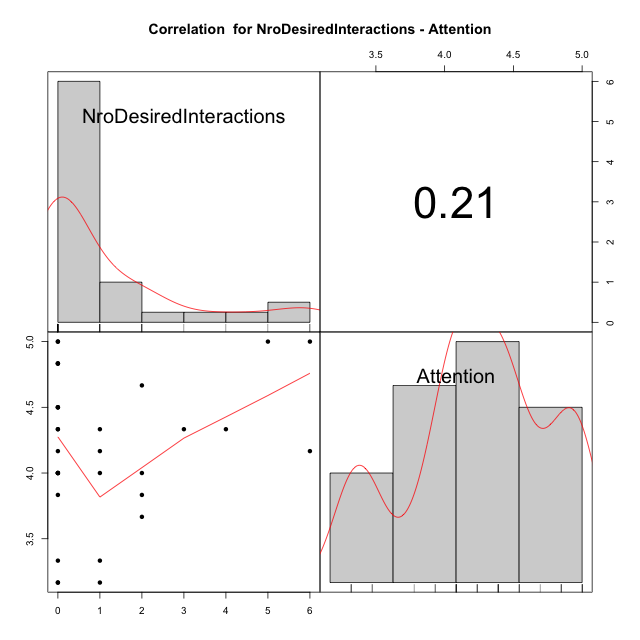 Correlation  for NroDesiredInteractions - Attention
3.5 4.0 4.5 5.0
NroDesiredInteractions
0.21
6
5
4
3
2
1
0
Attention
5.0
4.5
4.0
3.5
0 1 2 3 4 5 6